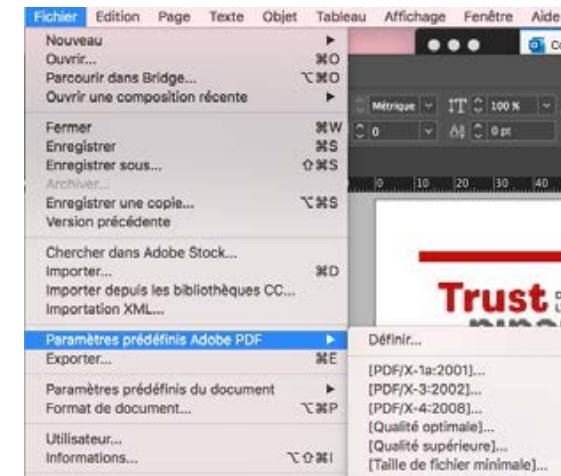 Fichier Edition Page Texte Objet Tableau Affichage Fenêtre Aide
Nouveau
Ouvrir... ⌘O
Parcourir dans Bridge... ⌥⌘O
Ouvrir une composition récente
Métrique 100 %
Fermer ⌘W
0 0 pt
Enregistrer ⌘S
Enregistrer sous... ⇧⌘S
Archiver...
Enregistrer une copie... ⌥⌘S
0 10 20 30 40
Version précédente
Chercher dans Adobe Stock...
Importer... ⌘D
Importer depuis les bibliothèques CC...
Importation XML...
Trust
Paramètres prédéfinis Adobe PDF
Exporter... ⌘E
Paramètres prédéfinis du document
Format de document... ⌥⌘P
Utilisateur...
Informations... ⌥⇧⌘I
Définir...
[PDF/X-1a:2001]...
[PDF/X-3:2002]...
[PDF/X-4:2008]...
[Qualité optimale]...
[Qualité supérieure]...
[Taille de fichier minimale]...